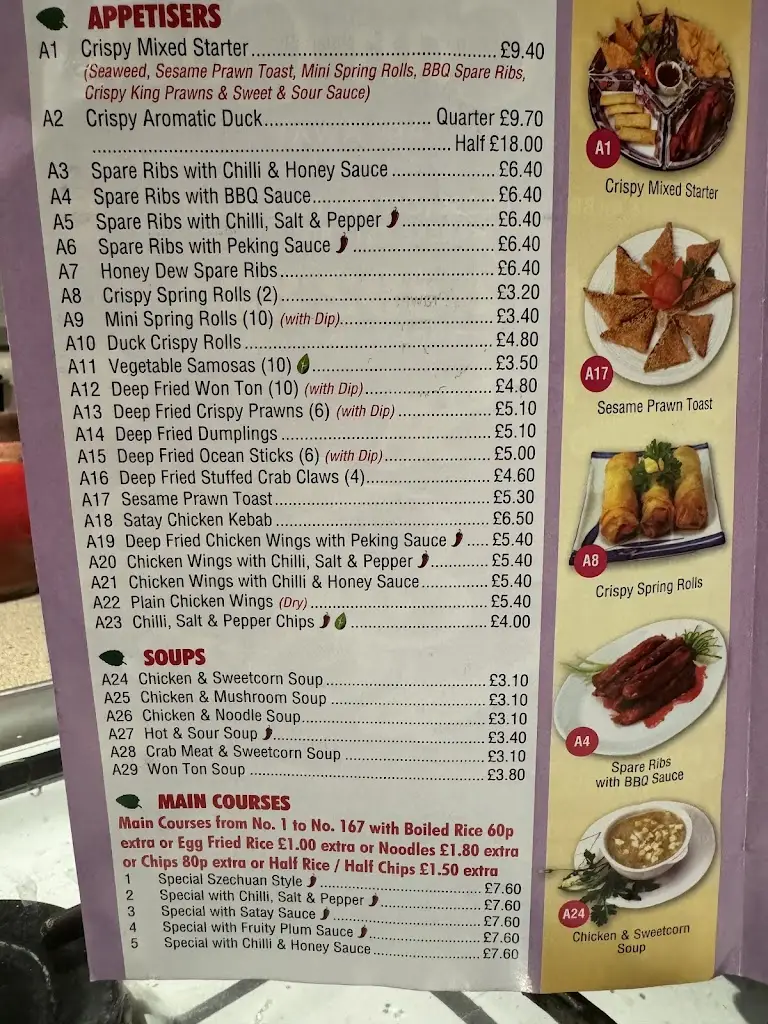 APPETISERS
A1 Crispy Mixed Starter........................................ £9.40
(Seaweed, Sesame Prawn Toast, Mini Spring Rolls, BBQ Spare Ribs,
Crispy King Prawns & Sweet & Sour Sauce)
A2 Crispy Aromatic Duck............................ Quarter £9.70
............................................................ Half £18.00
A3 Spare Ribs with Chilli & Honey Sauce .................... £6.40
A4 Spare Ribs with BBQ Sauce................................ £6.40
A5 Spare Ribs with Chilli, Salt & Pepper ................ £6.40
A6 Spare Ribs with Peking Sauce ........................ £6.40
A7 Honey Dew Spare Ribs.................................... £6.40
A8 Crispy Spring Rolls (2).................................... £3.20
A9 Mini Spring Rolls (10) (with Dip)......................... £3.40
A10 Duck Crispy Rolls ........................................ £4.80
A11 Vegetable Samosas (10) ................................ £3.50
A12 Deep Fried Won Ton (10) (with Dip)..................... £4.80
A13 Deep Fried Crispy Prawns (6) (with Dip) ............... £5.10
A14 Deep Fried Dumplings .................................... £5.10
A15 Deep Fried Ocean Sticks (6) (with Dip).................. £5.00
A16 Deep Fried Stuffed Crab Claws (4)...................... £4.60
A17 Sesame Prawn Toast...................................... £5.30
A18 Satay Chicken Kebab .................................... £6.50
A19 Deep Fried Chicken Wings with Peking Sauce ..... £5.40
A20 Chicken Wings with Chilli, Salt & Pepper ........... £5.40
A21 Chicken Wings with Chilli & Honey Sauce.............. £5.40
A22 Plain Chicken Wings (Dry) ................................ £5.40
A23 Chilli, Salt & Pepper Chips ............................ £4.00
SOUPS
A24 Chicken & Sweetcorn Soup................................ £3.10
A25 Chicken & Mushroom Soup ................................ £3.10
A26 Chicken & Noodle Soup.................................... £3.10
A27 Hot & Sour Soup ........................................ £3.40
A28 Crab Meat & Sweetcorn Soup .............................. £3.10
A29 Won Ton Soup ............................................ £3.80
MAIN COURSES
Main Courses from No. 1 to No. 167 with Boiled Rice 60p
extra or Egg Fried Rice £1.00 extra or Noodles £1.80 extra
or Chips 80p extra or Half Rice / Half Chips £1.50 extra
1 Special Szechuan Style ................................ £7.60
2 Special with Chilli, Salt & Pepper .................... £7.60
3 Special with Satay Sauce .............................. £7.60
4 Special with Fruity Plum Sauce ........................ £7.60
5 Special with Chilli & Honey Sauce...................... £7.60
A1
Crispy Mixed Starter
A17
Sesame Prawn Toast
A8
Crispy Spring Rolls
A4
Spare Ribs
with BBQ Sauce
A24
Chicken & Sweetcorn
Soup